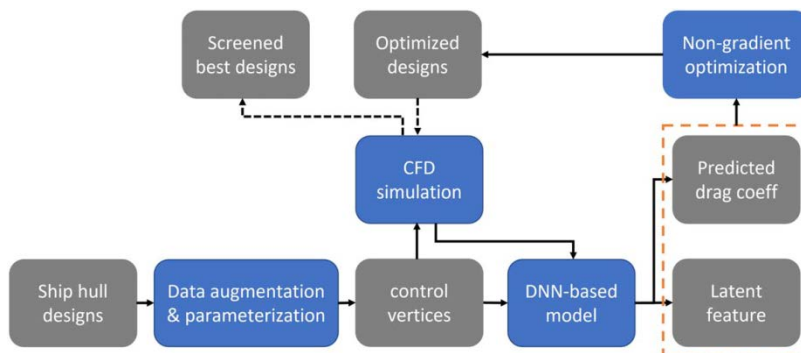 Screened
best designs
Optimized
designs
Non-gradient
optimization
CFD
simulation
Predicted
drag coeff
Ship hull
designs
Data augmentation
& parameterization
control
vertices
DNN-based
model
Latent
feature